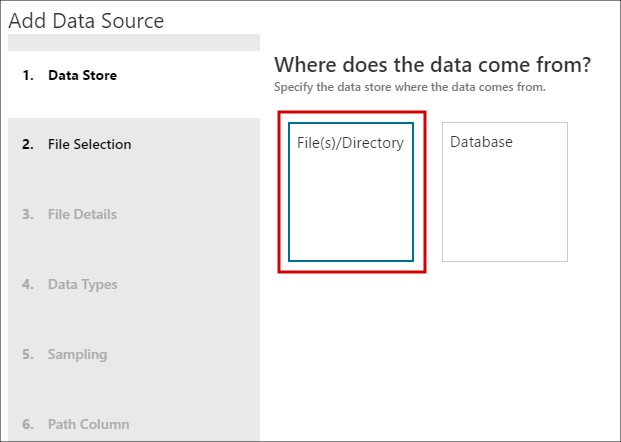 Add Data Source
1. Data Store
2. File Selection
3. File Details
4. Data Types
5. Sampling
6. Path Column
Where does the data come from?
Specify the data store where the data comes from.
File(s)/Directory
Database